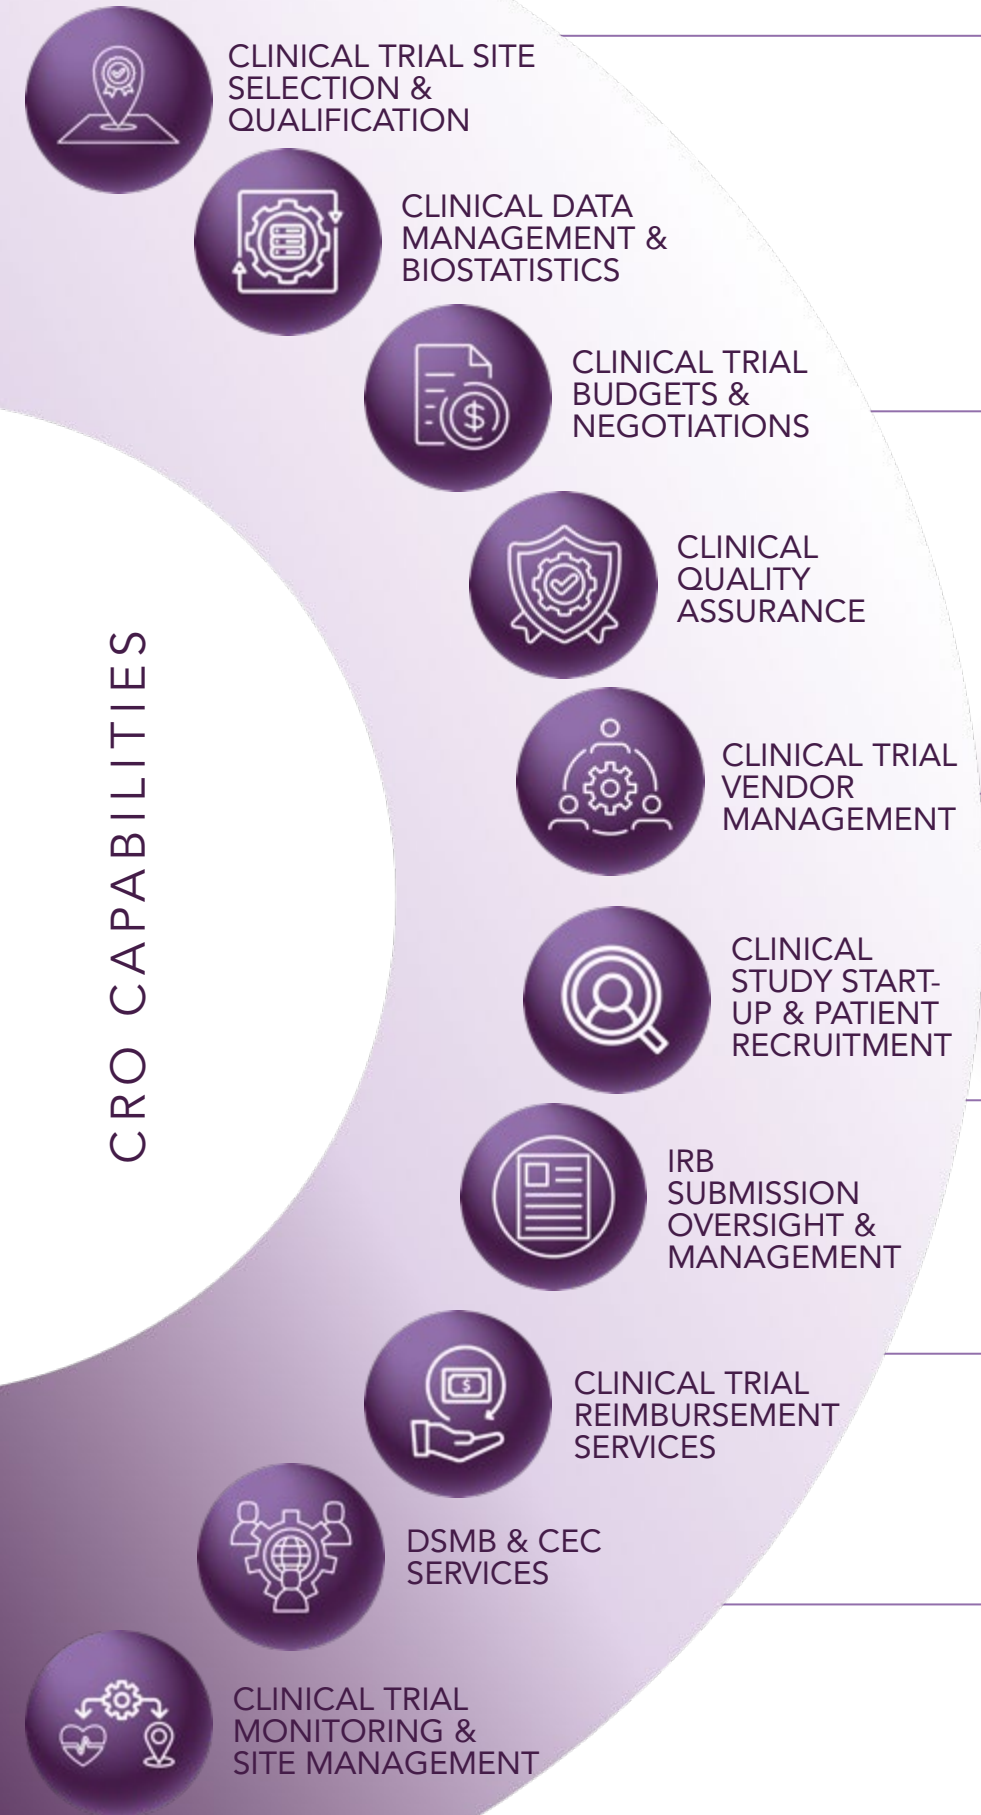 CLINICAL TRIAL SITE
SELECTION &
QUALIFICATION
CLINICAL DATA
MANAGEMENT &
BIOSTATISTICS
CLINICAL TRIAL
BUDGETS &
NEGOTIATIONS
CLINICAL
QUALITY
ASSURANCE
CLINICAL TRIAL
VENDOR
MANAGEMENT
CLINICAL
STUDY START-
UP & PATIENT
RECRUITMENT
IRB
SUBMISSION
OVERSIGHT &
MANAGEMENT
CLINICAL TRIAL
REIMBURSEMENT
SERVICES
DSMB & CEC
SERVICES
CLINICAL TRIAL
MONITORING &
SITE MANAGEMENT
CRO CAPABILITIES